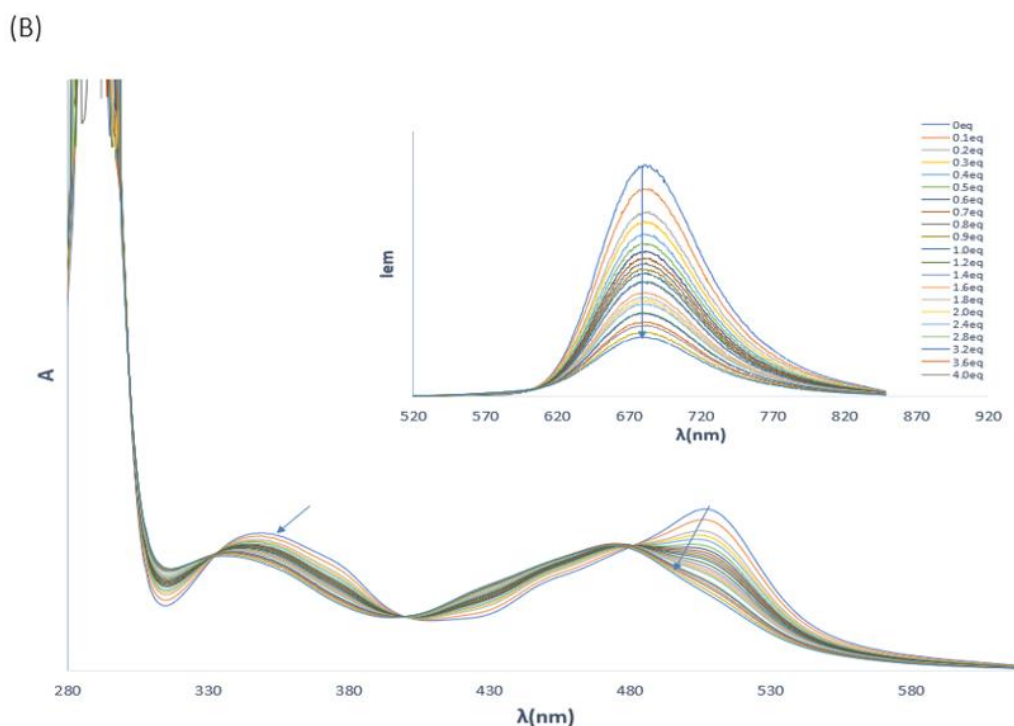 (B)
0eq
0.1eq
0.2eq
0.3eq
0.4eq
0.5eq
0.6eq
0.7eq
0.8eq
0.9eq
1.0eq
1.2eq
1.4eq
1.6eq
1.8eq
2.0eq
2.4eq
2.8eq
3.2eq
3.6eq
4.0eq
Iem
520 570 620 670 720 770 820 870 920
λ(nm)
A
280 330 380 430 480 530 580
λ(nm)